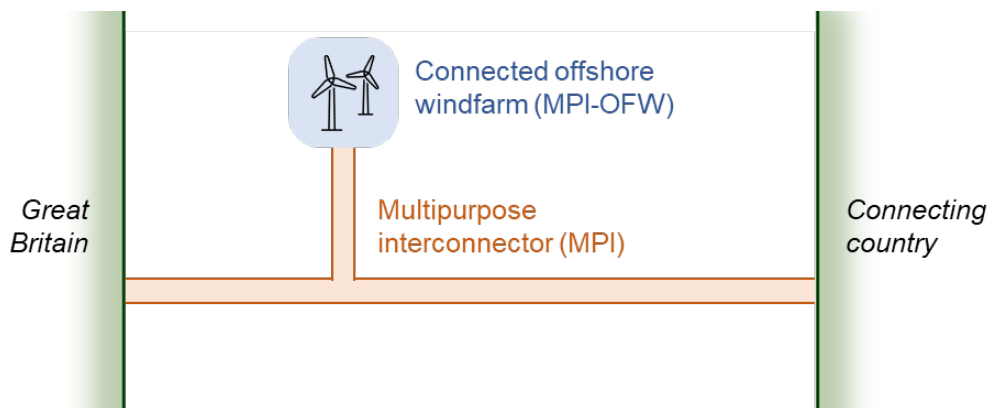 Connected offshore
windfarm (MPI-OFW)
Great
Britain
Multipurpose
interconnector (MPI)
Connecting
country